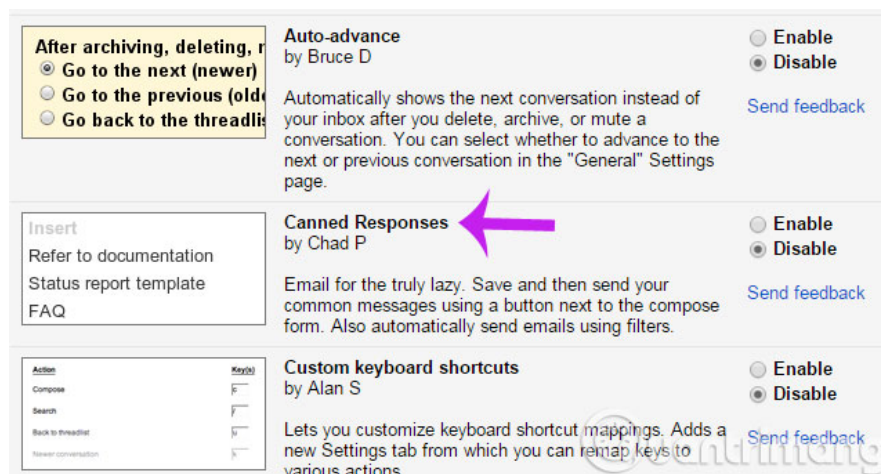 After archiving, deleting, r
Go to the next (newer)
Go to the previous (olde
Go back to the threadlis
Auto-advance
by Bruce D
Automatically shows the next conversation instead of
your inbox after you delete, archive, or mute a
conversation. You can select whether to advance to the
next or previous conversation in the "General" Settings
page.
Enable
Disable
Send feedback
Insert
Refer to documentation
Status report template
FAQ
Canned Responses
by Chad P
Email for the truly lazy. Save and then send your
common messages using a button next to the compose
form. Also automatically send emails using filters.
Enable
Disable
Send feedback
Action Key(s)
Compose c
Search /
Back to threadlist u
Newer conversation k
Custom keyboard shortcuts
by Alan S
Lets you customize keyboard shortcut mappings. Adds a
new Settings tab from which you can remap keys to
various actions.
Enable
Disable
Send feedback
uantrimang